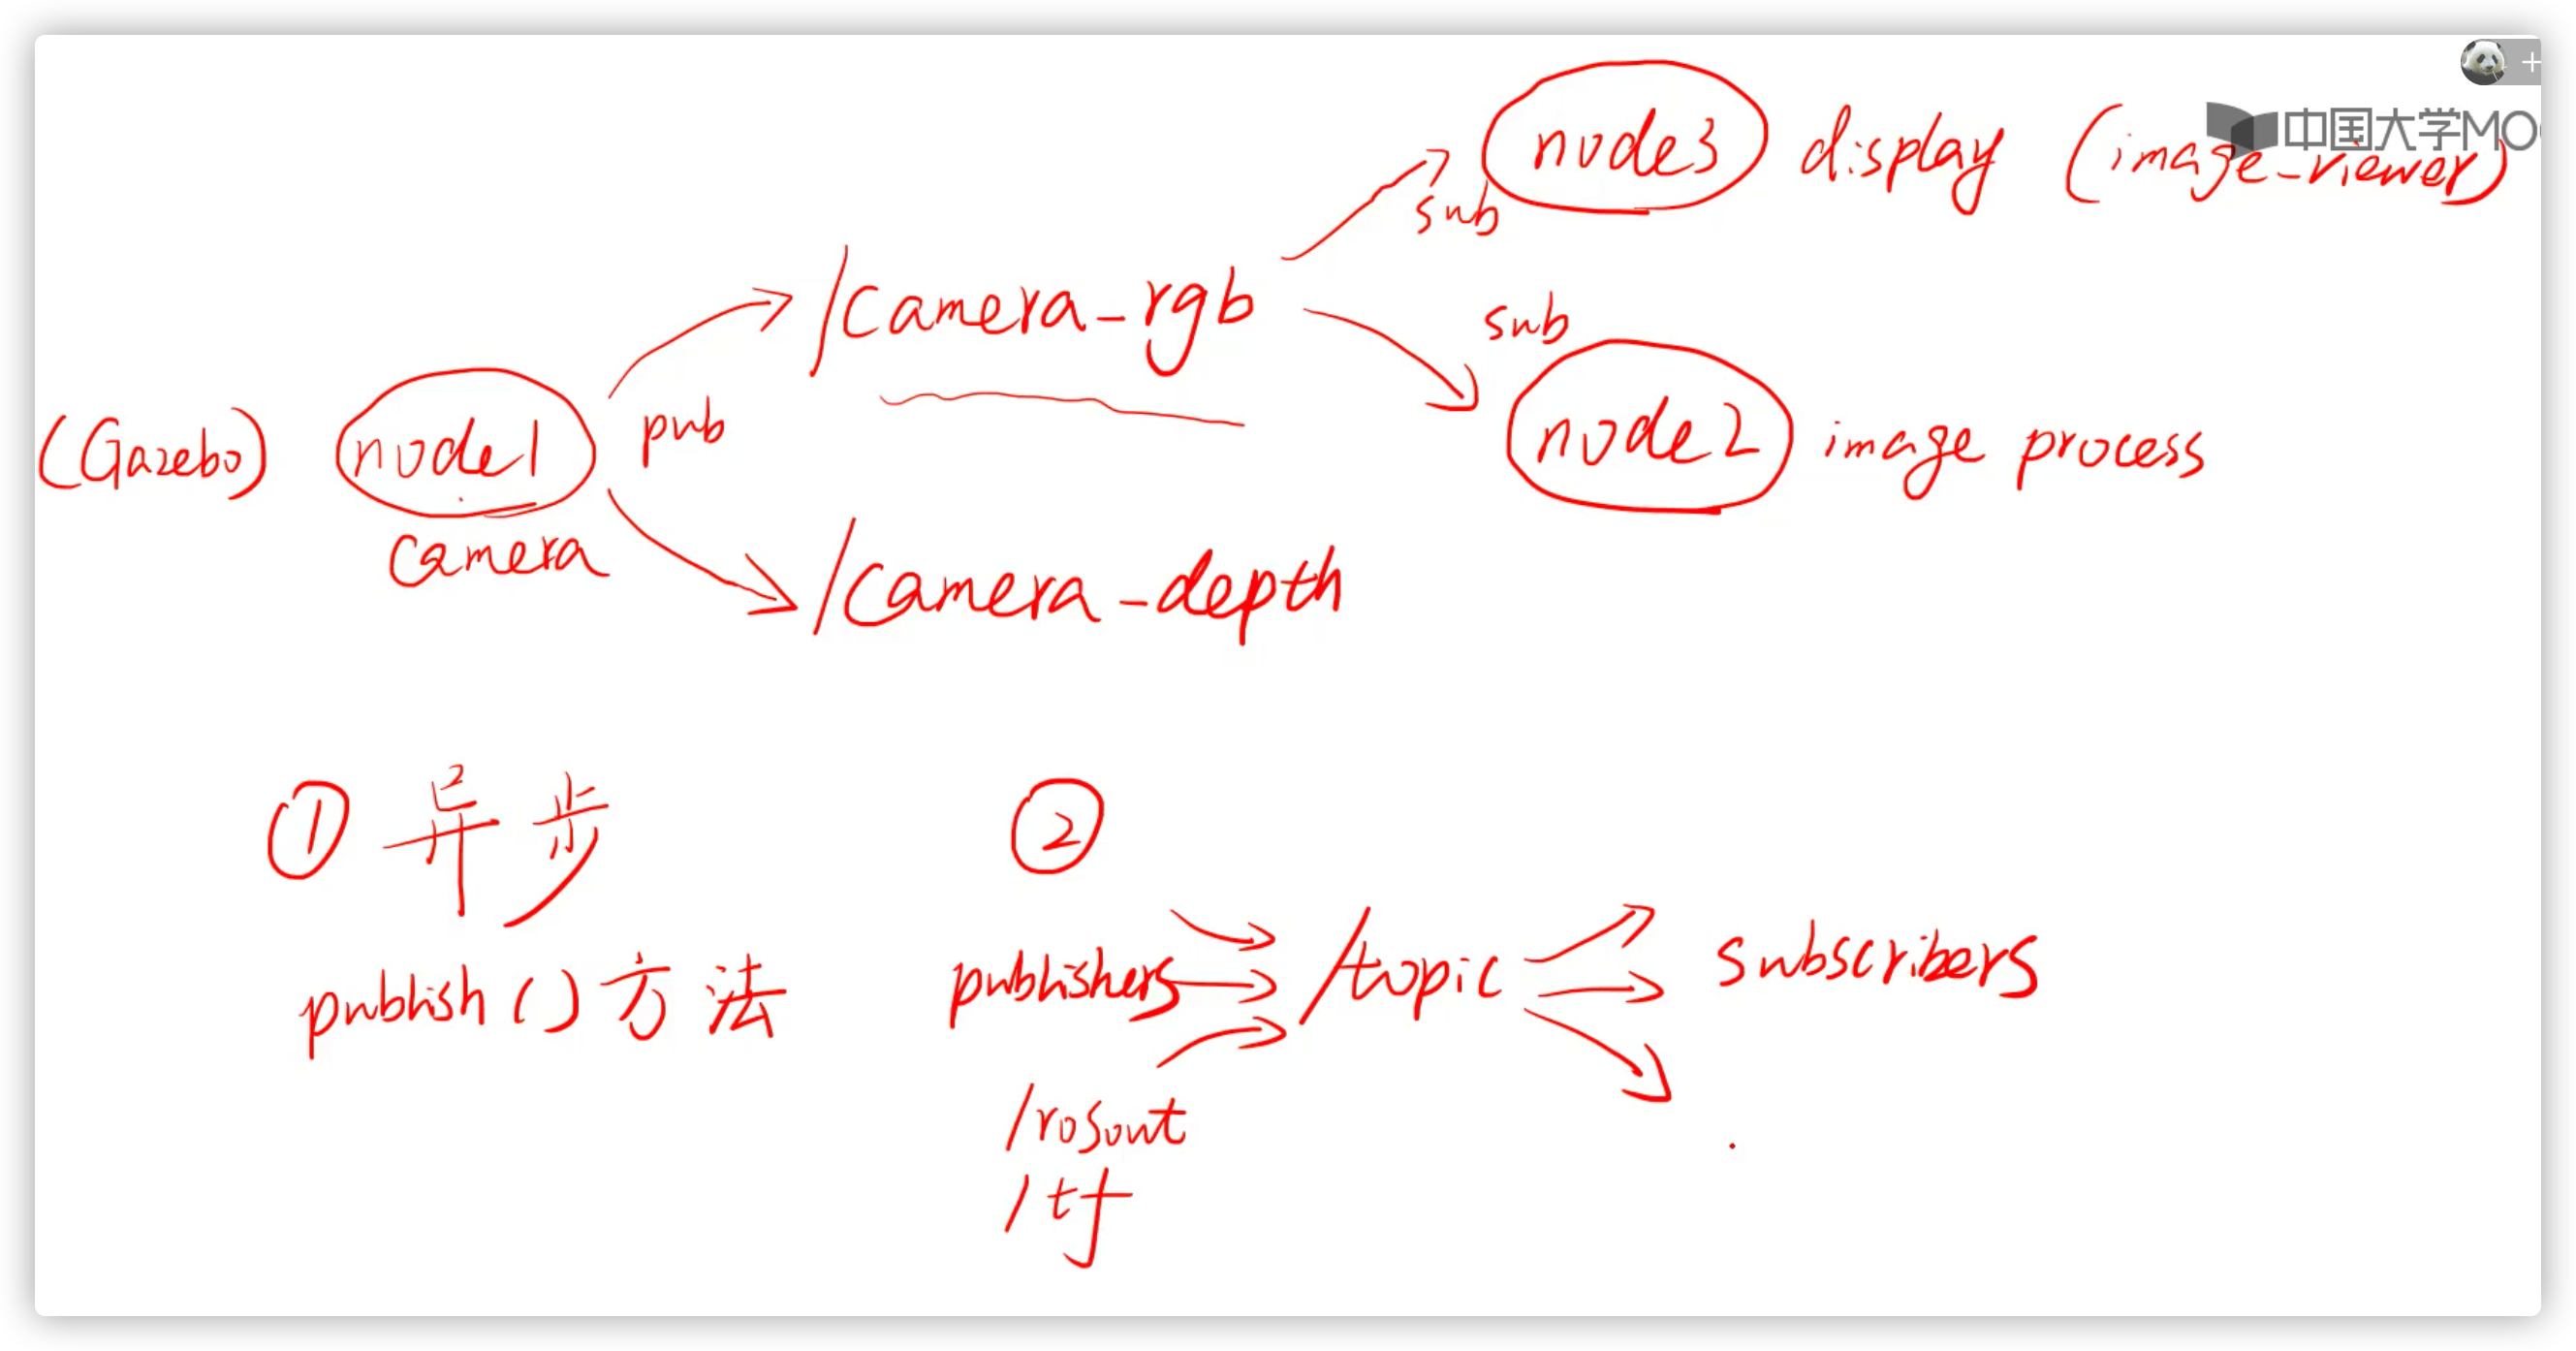 node3 display (image-viewer)
中国大学MO
sub
/camera-rgb
sub
(Gazebo) node1 pub
node2 image process
camera
/camera-depth
① 异步
②
publish()方法
publishers /topic subscribers
/rosout
/tf